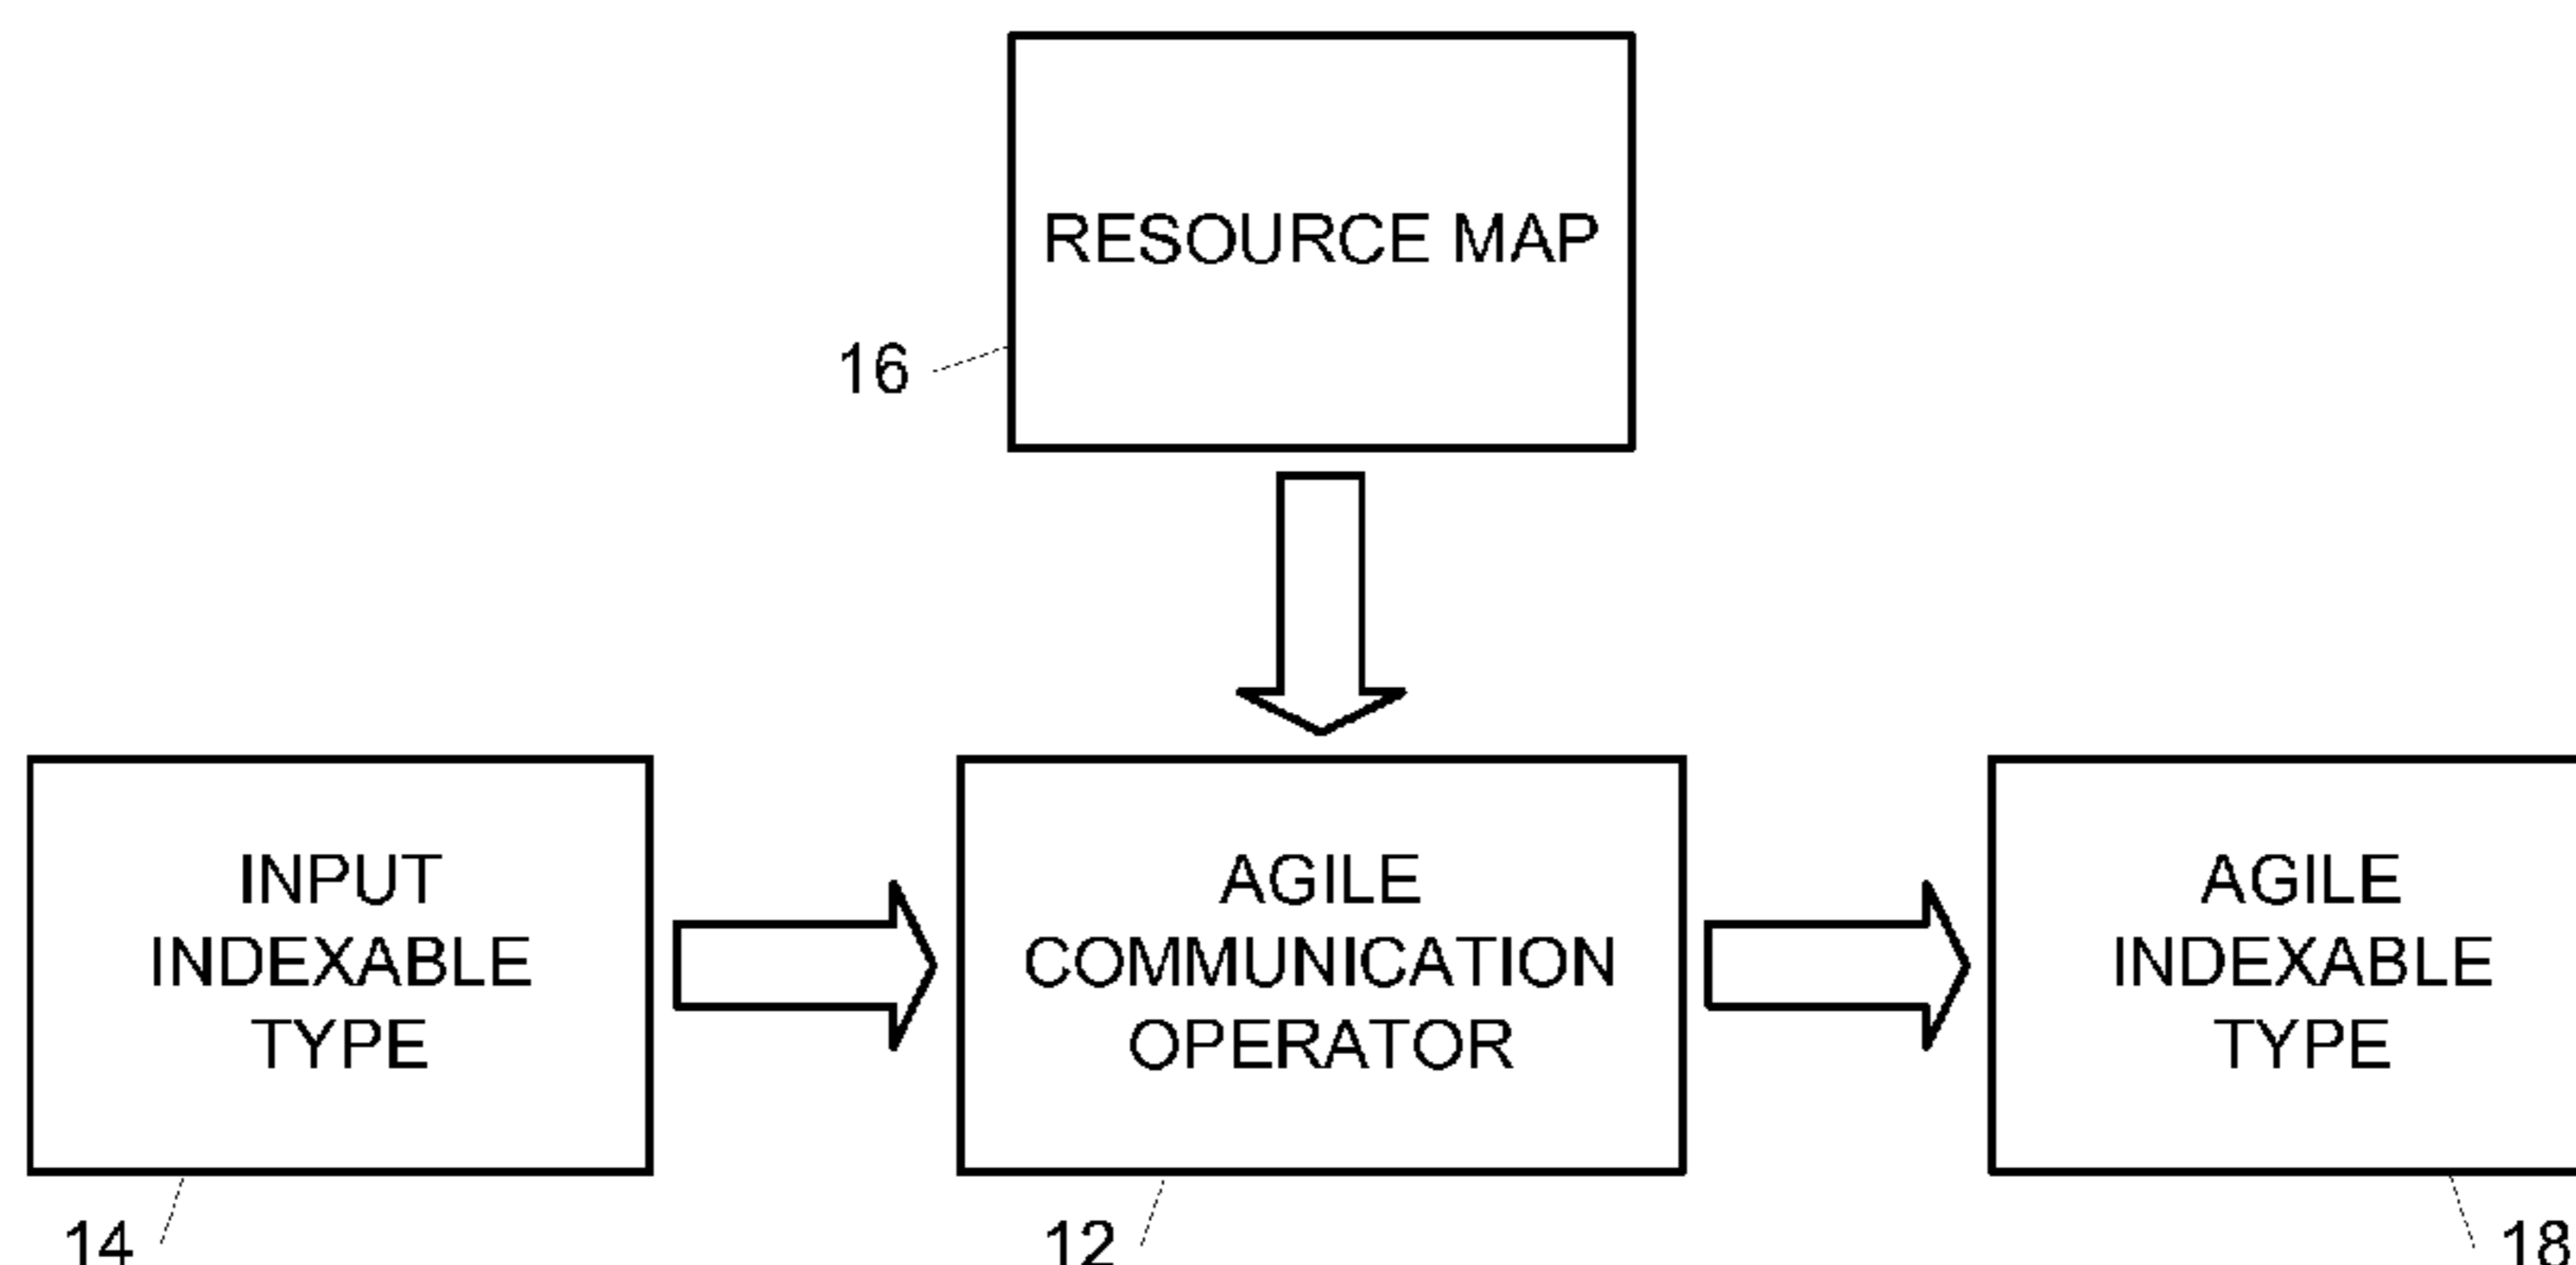 RESOURCE MAP
16
INPUT
INDEXABLE
TYPE
AGILE
COMMUNICATION
OPERATOR
AGILE
INDEXABLE
TYPE
14
12
18